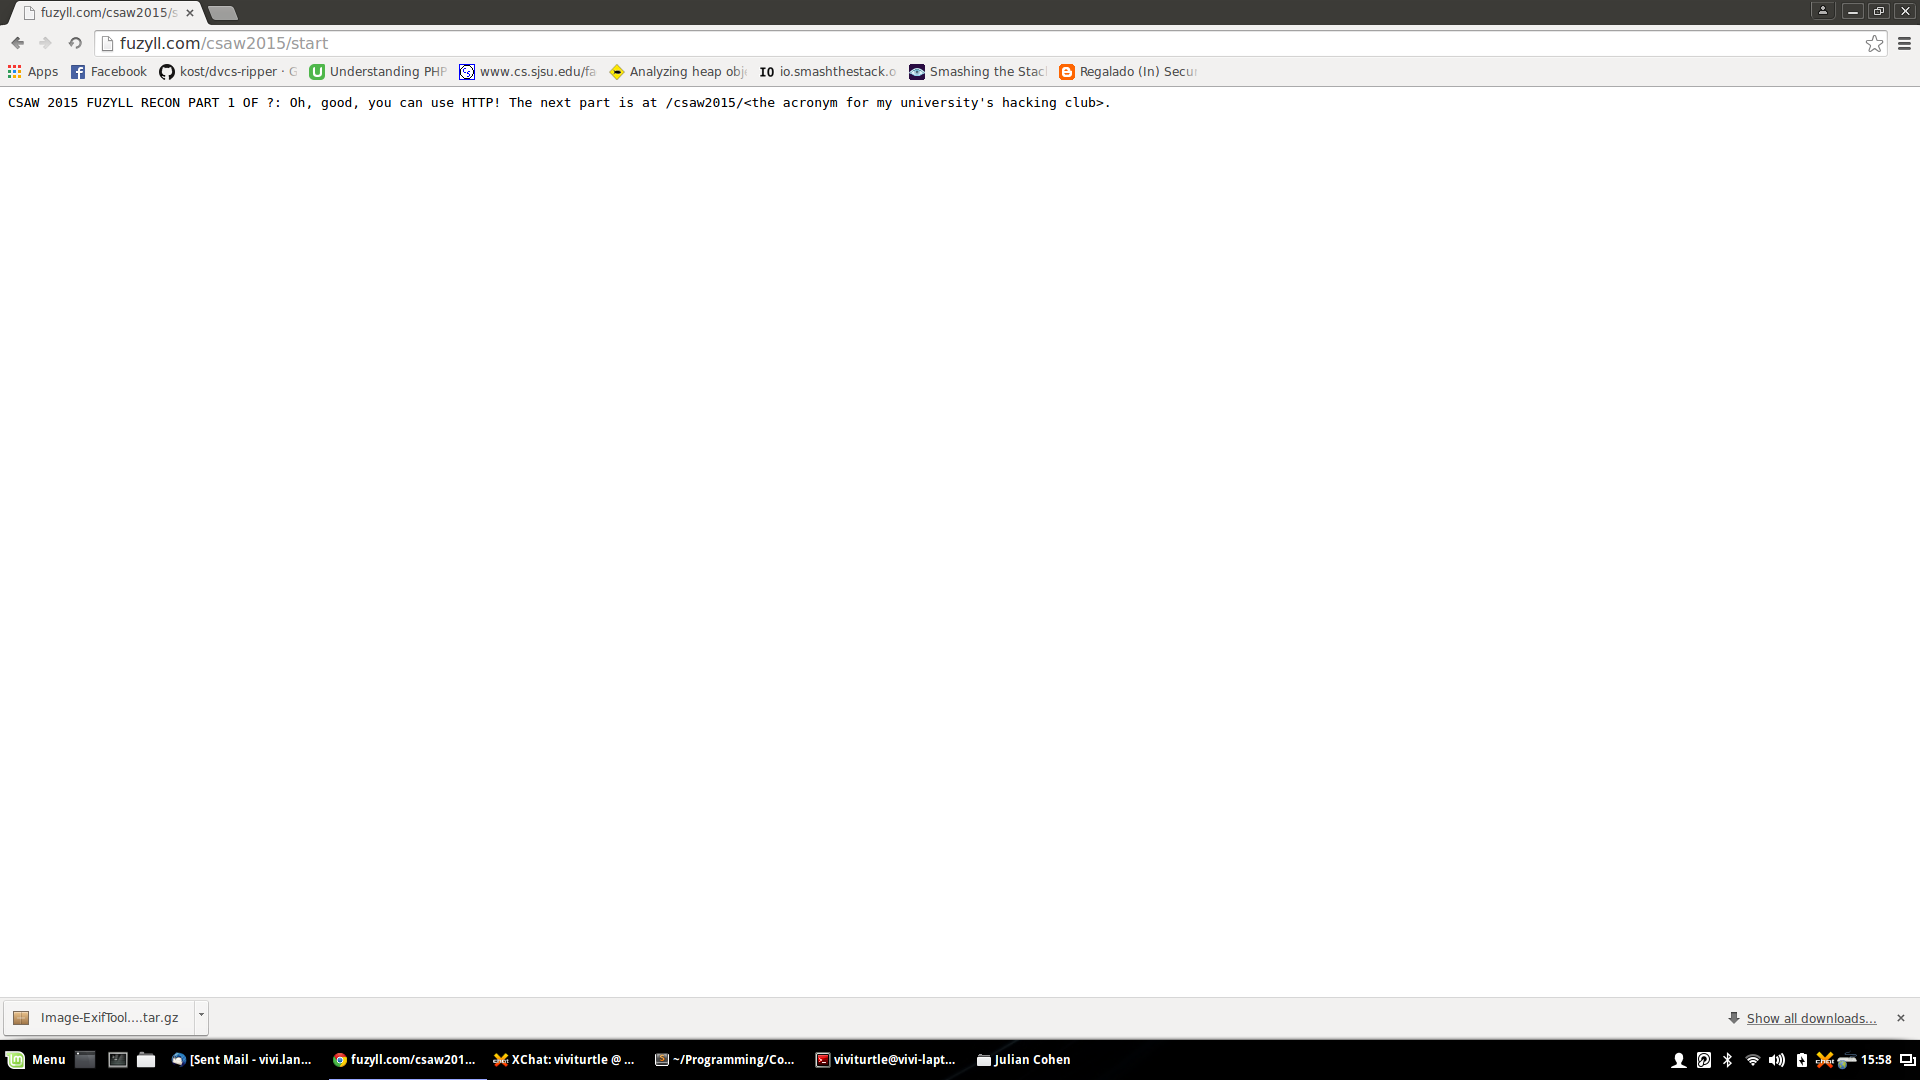 fuzyll.com/csaw2015/s
fuzyll.com/csaw2015/start
Apps Facebook kost/dvcs-ripper · G Understanding PHP www.cs.sjsu.edu/fa Analyzing heap obj IO io.smashthestack.o Smashing the Stac Regalado (In) Secu
CSAW 2015 FUZYLL RECON PART 1 OF ?: Oh, good, you can use HTTP! The next part is at /csaw2015/<the acronym for my university's hacking club>.
Image-ExifTool....tar.gz Show all downloads...
Menu [Sent Mail - vivi.lan... fuzyll.com/csaw201... XChat: viviturtle @ ... ~/Programming/Co... viviturtle@vivi-lapt... Julian Cohen 15:58